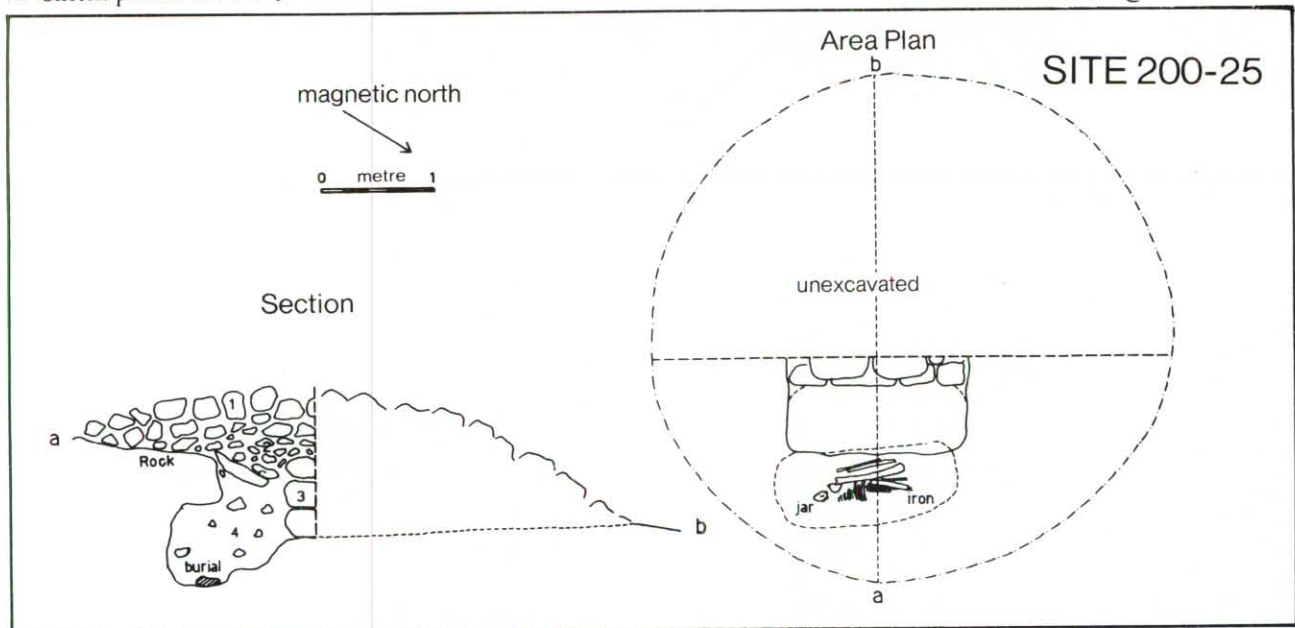 Area Plan
b
SITE 200-25
magnetic north
0 metre 1
unexcavated
Section
1
a
Rock
3
4
burial
b
jar
iron
a